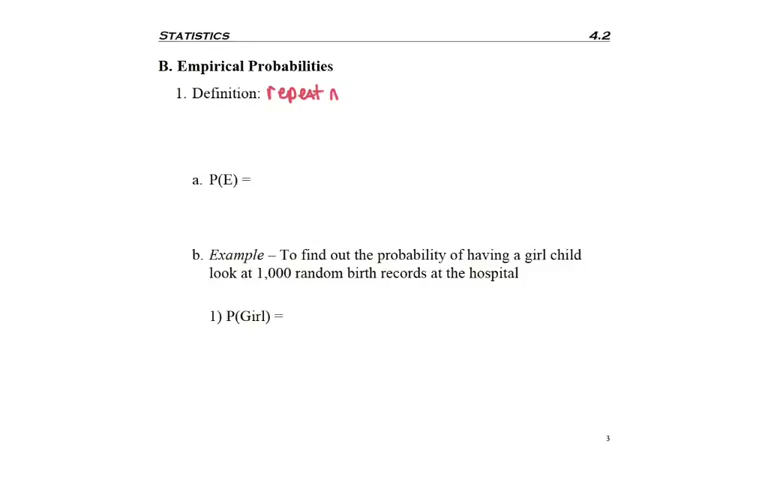 STATISTICS 4.2
B. Empirical Probabilities
1. Definition: repeat n
a. P(E) =
b. Example – To find out the probability of having a girl child
look at 1,000 random birth records at the hospital
1) P(Girl) =
3